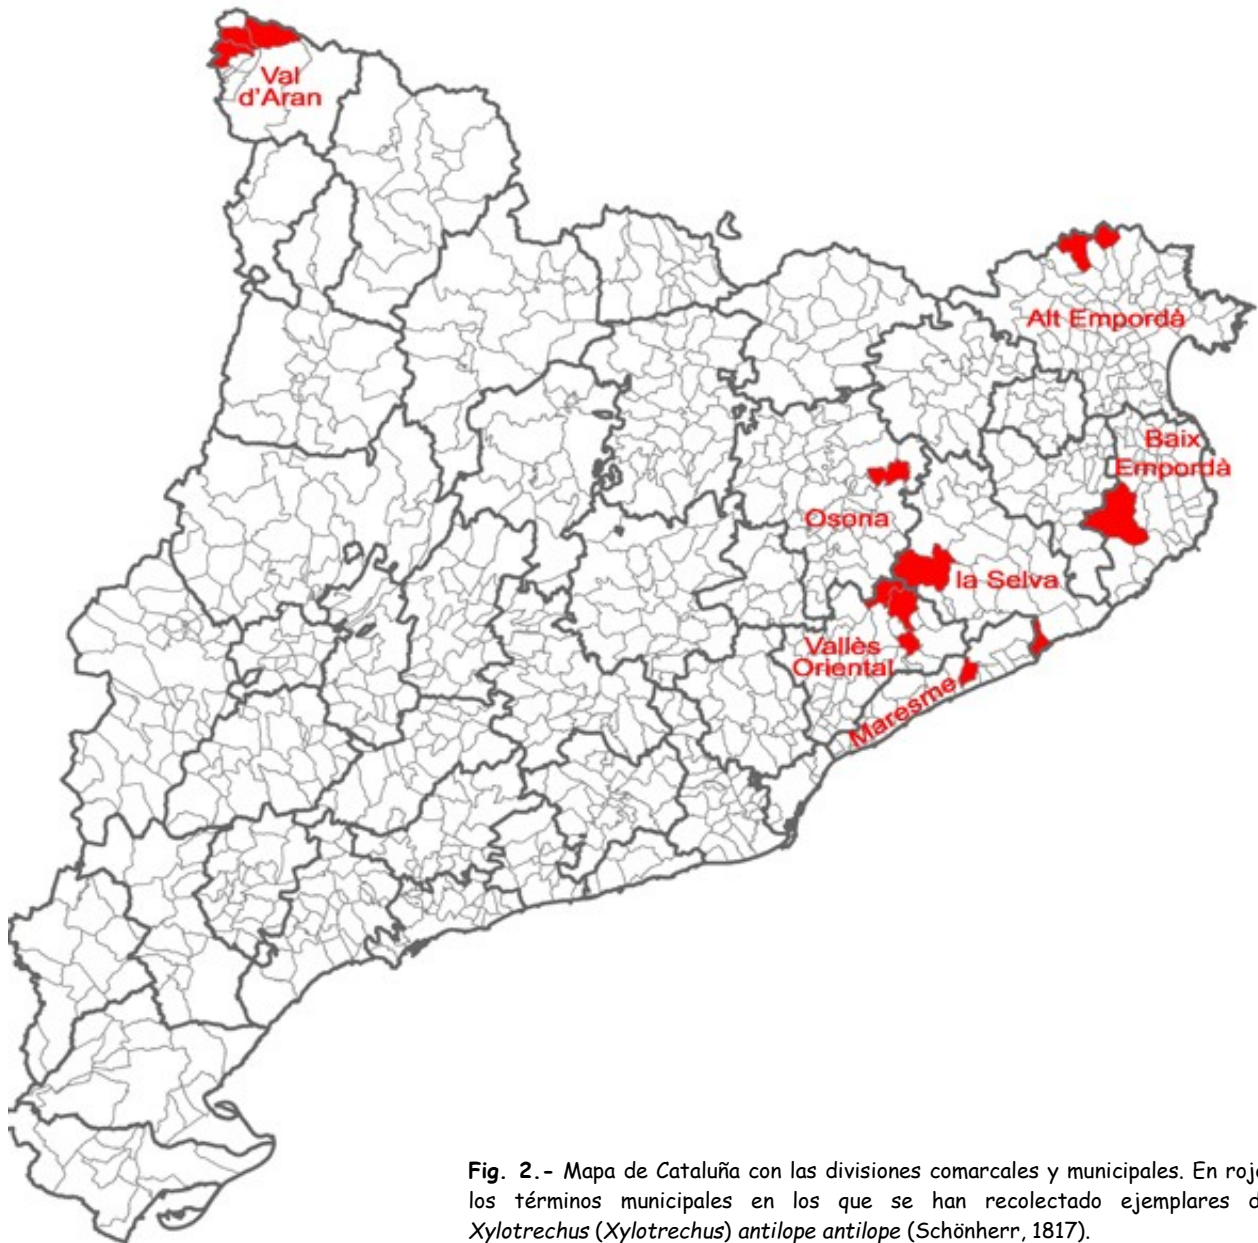 Val
d'Aran
Alt Empordà
Baix
Empordà
Osona
la Selva
Vallès
Oriental
Maresme
Fig. 2.- Mapa de Cataluña con las divisiones comarcales y municipales. En rojo
los términos municipales en los que se han recolectado ejemplares d
Xylotrechus (Xylotrechus) antilope antilope (Schönherr, 1817).